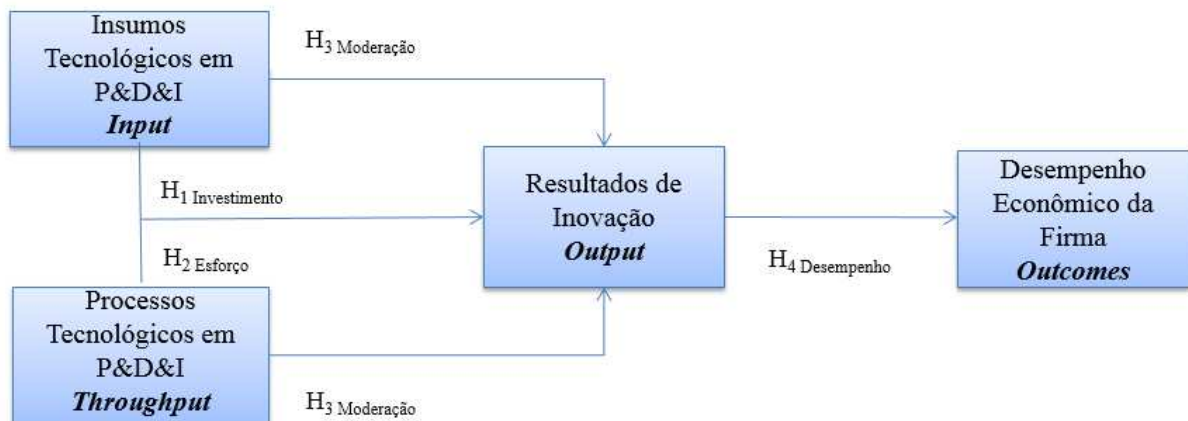 Insumos
Tecnológicos em
P&D&I
Input
H3 Moderação
H1 Investimento
H2 Esforço
Processos
Tecnológicos em
P&D&I
Throughput
H3 Moderação
Resultados de
Inovação
Output
H4 Desempenho
Desempenho
Econômico da
Firma
Outcomes